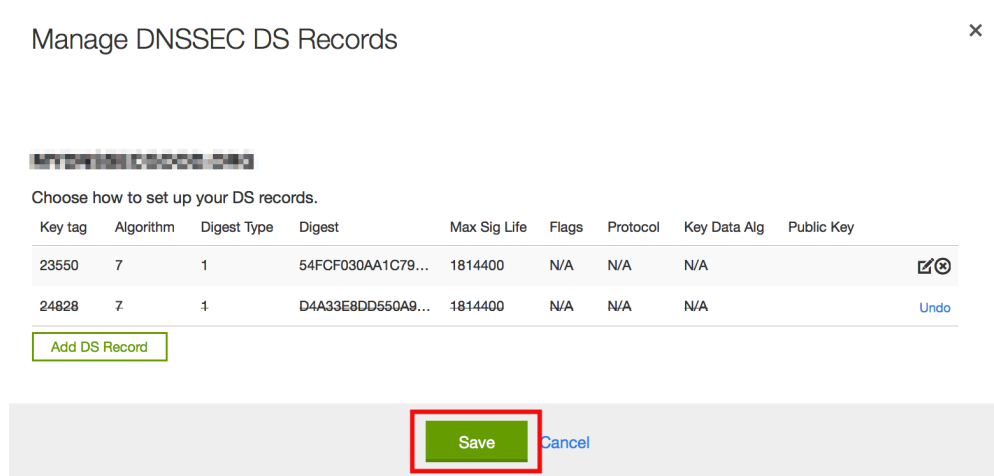 Manage DNSSEC DS Records
×
Choose how to set up your DS records.
Key tag Algorithm Digest Type Digest Max Sig Life Flags Protocol Key Data Alg Public Key
23550 7 1 54FCF030AA1C79... 1814400 N/A N/A N/A
24828 7 1 D4A33E8DD550A9... 1814400 N/A N/A N/A Undo
Add DS Record
Save Cancel